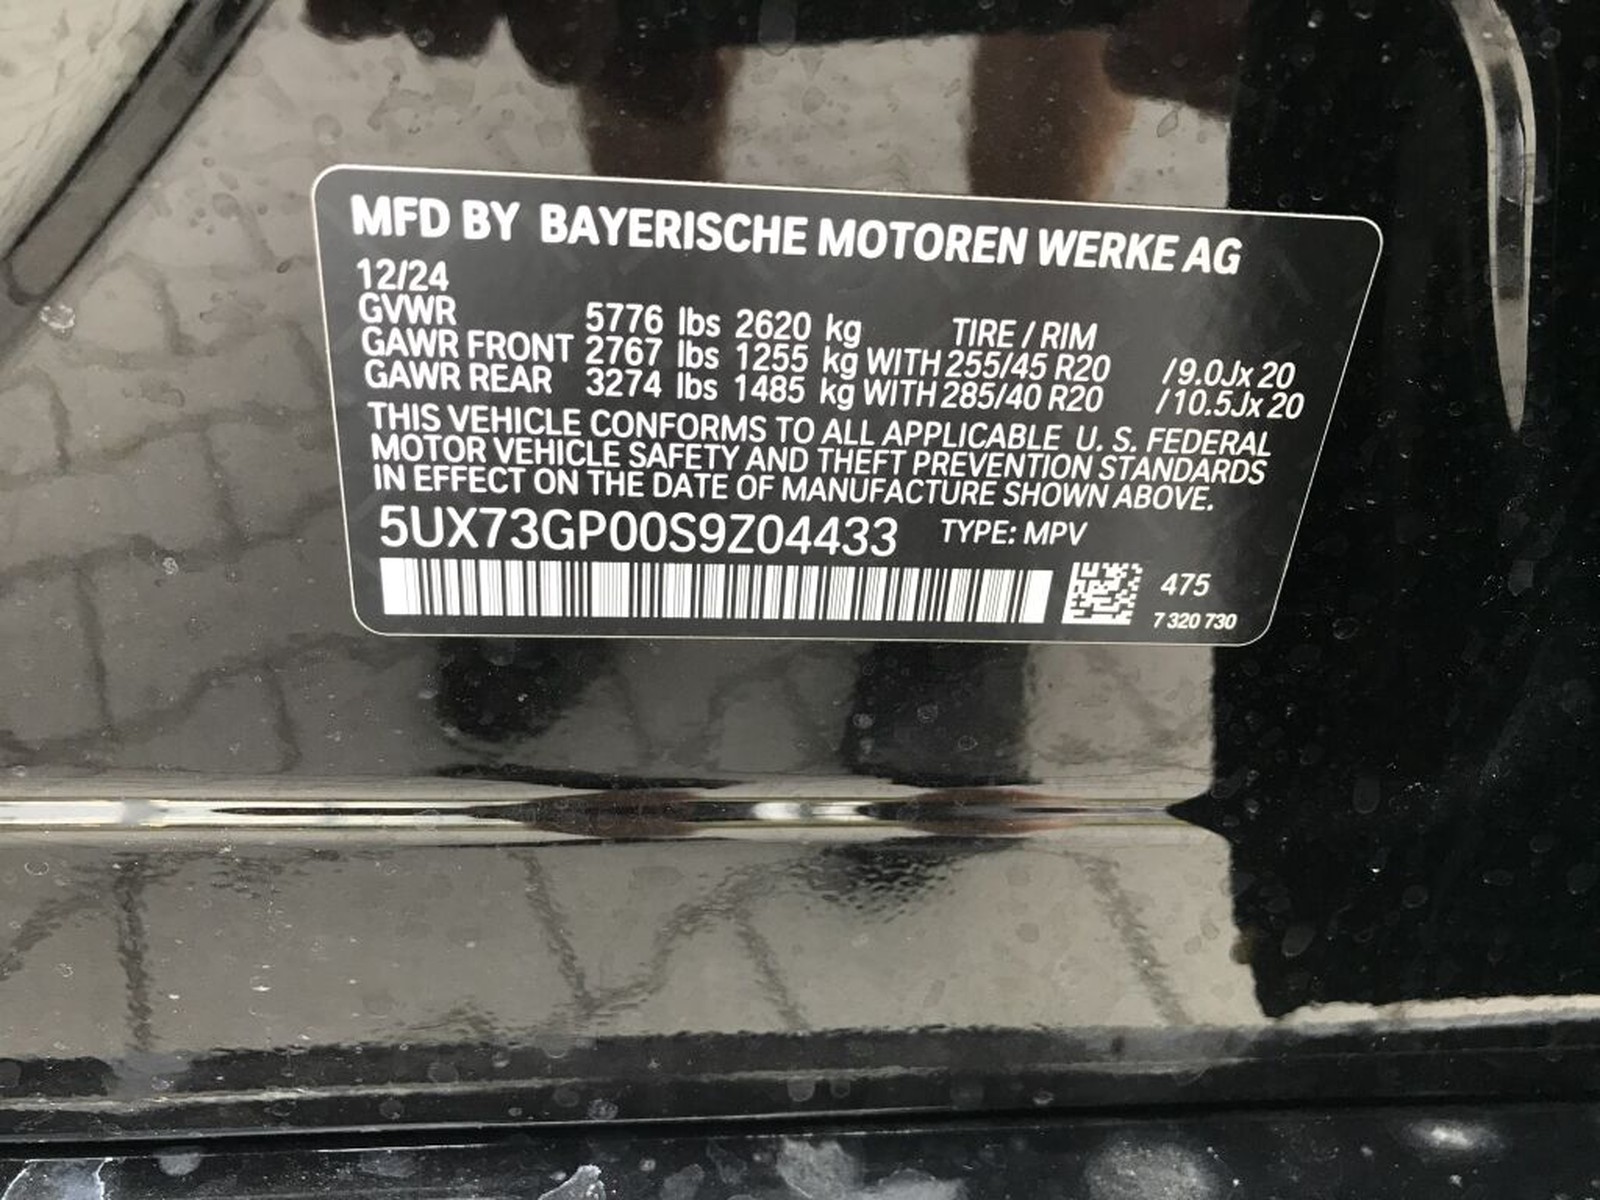 MFD BY BAYERISCHE MOTOREN WERKE AG
12/24
GVWR 5776 lbs 2620 kg TIRE / RIM
GAWR FRONT 2767 lbs 1255 kg WITH 255/45 R20 /9.0Jx 20
GAWR REAR 3274 lbs 1485 kg WITH 285/40 R20 /10.5Jx 20
THIS VEHICLE CONFORMS TO ALL APPLICABLE U. S. FEDERAL
MOTOR VEHICLE SAFETY AND THEFT PREVENTION STANDARDS
IN EFFECT ON THE DATE OF MANUFACTURE SHOWN ABOVE.
5UX73GP00S9Z04433 TYPE: MPV
475
7 320 730